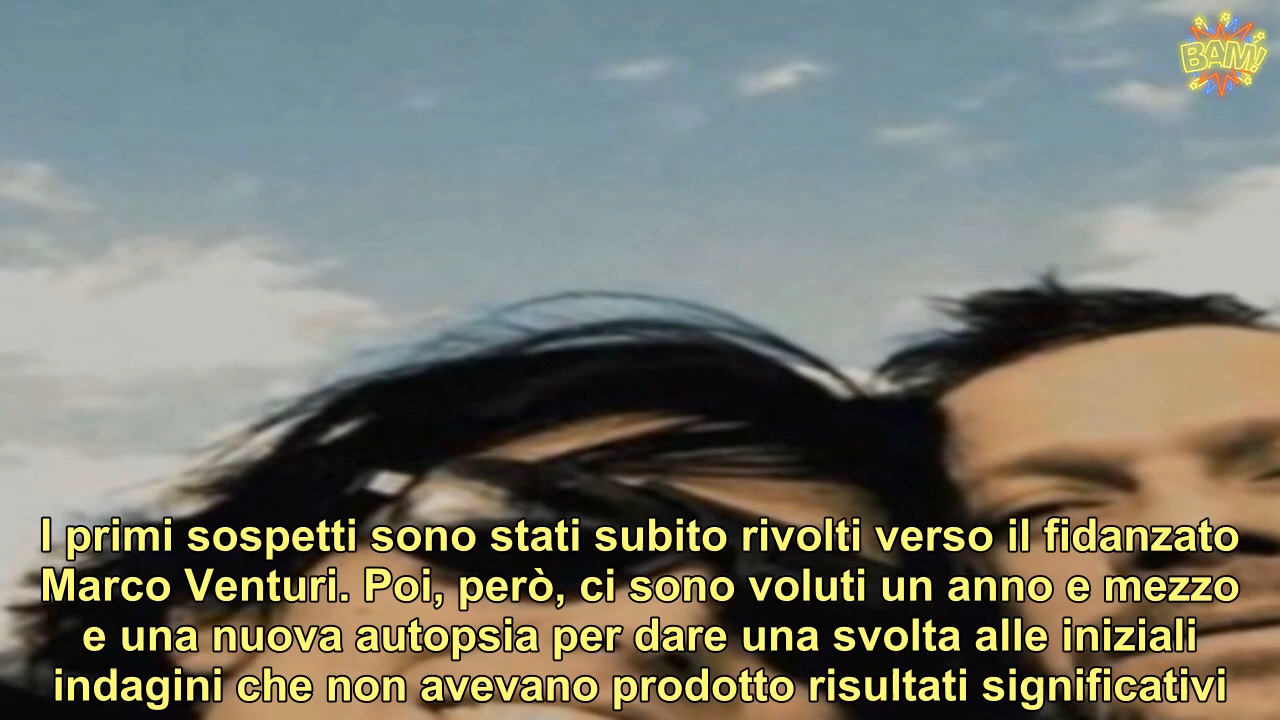 BAM!
I primi sospetti sono stati subito rivolti verso il fidanzato
Marco Venturi. Poi, però, ci sono voluti un anno e mezzo
e una nuova autopsia per dare una svolta alle iniziali
indagini che non avevano prodotto risultati significativi